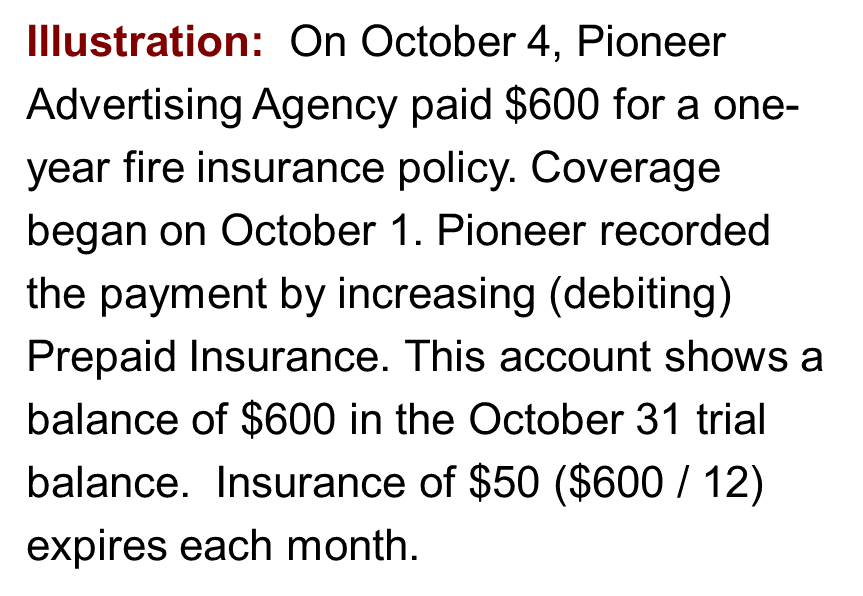 Illustration:  On October 4, Pioneer
Advertising Agency paid $600 for a one-
year fire insurance policy. Coverage
began on October 1. Pioneer recorded
the payment by increasing (debiting)
Prepaid Insurance. This account shows a
balance of $600 in the October 31 trial
balance.  Insurance of $50 ($600 / 12)
expires each month.